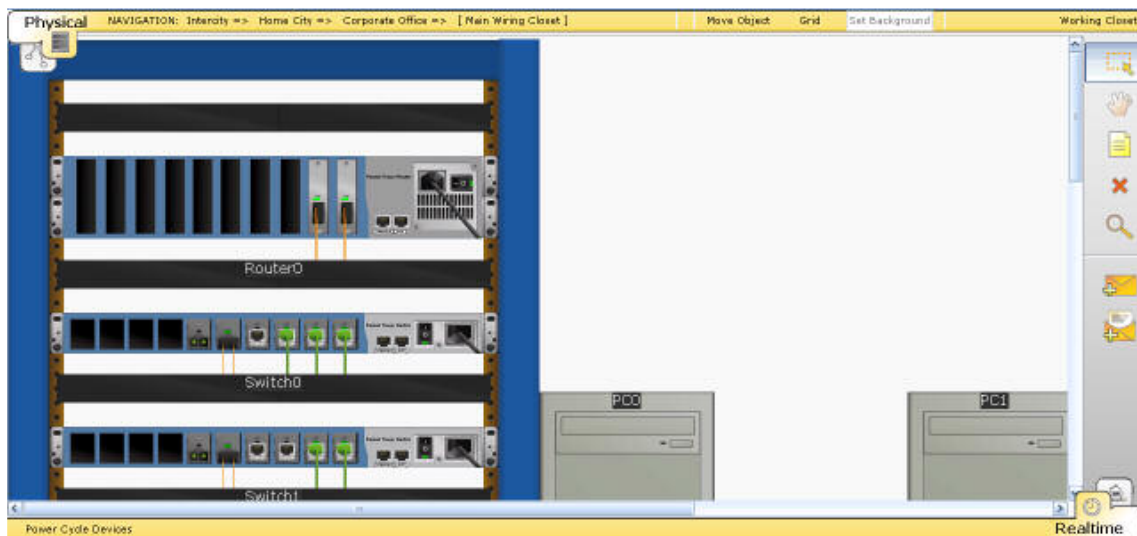 Physical NAVIGATION: Intercity => Home City => Corporate Office => [ Main Wiring Closet ] Move Object Grid Set Background Working Closet
Router0
Switch0
PC0 PC1
Switch1
Power Cycle Devices Realtime